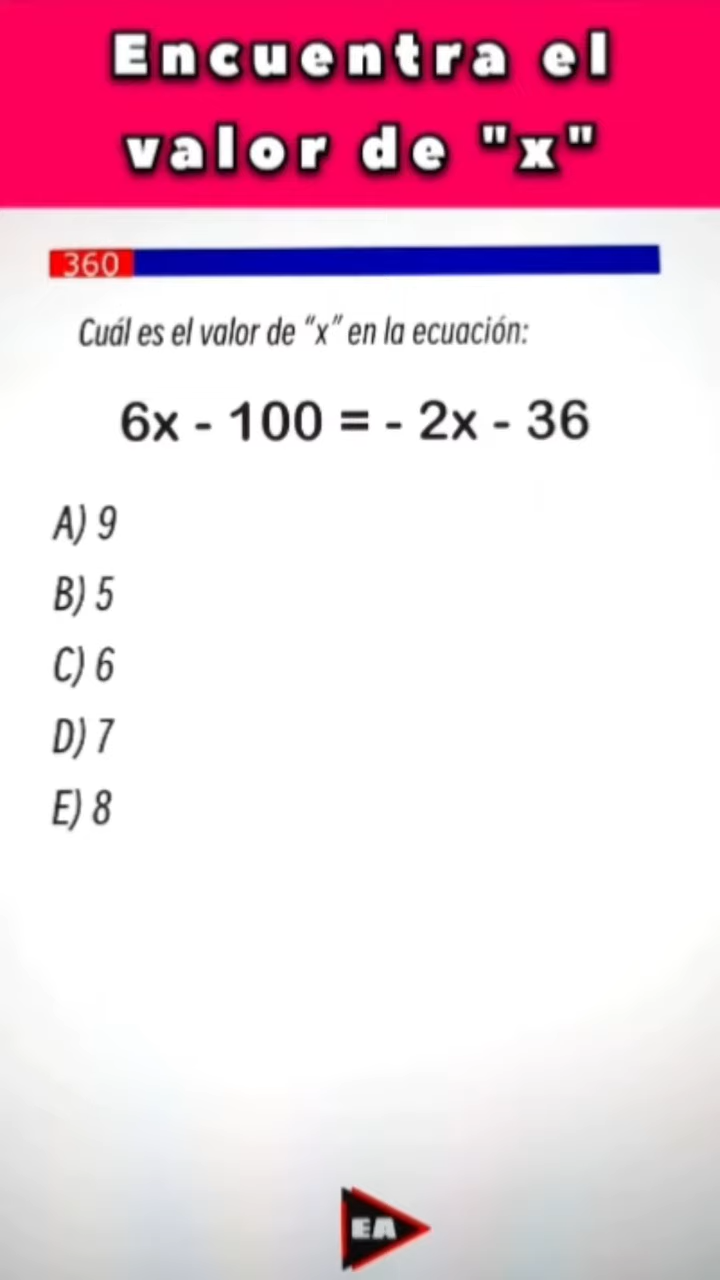 Encuentra el
valor de "x"
360
Cuál es el valor de “x” en la ecuación:
6x - 100 = - 2x - 36
A) 9
B) 5
C) 6
D) 7
E) 8
EA